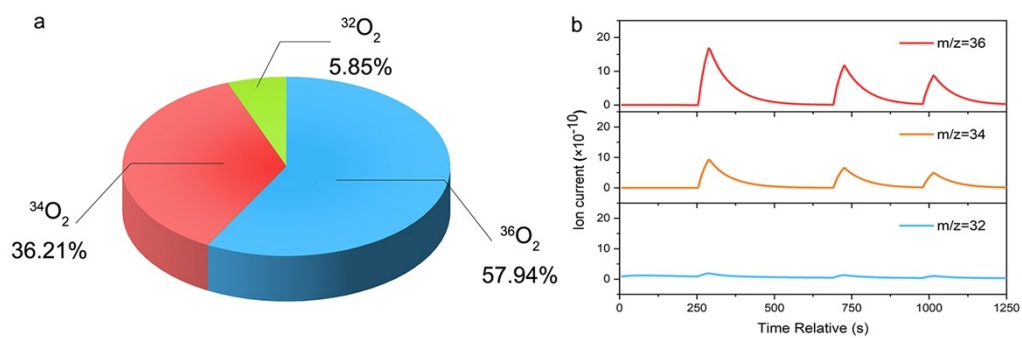 a
³²O₂
5.85%
³⁴O₂
36.21%
³⁶O₂
57.94%
b
Ion current (×10⁻¹⁰)
20
10
0
m/z=36
20
10
0
m/z=34
20
10
0
m/z=32
0 250 500 750 1000 1250
Time Relative (s)